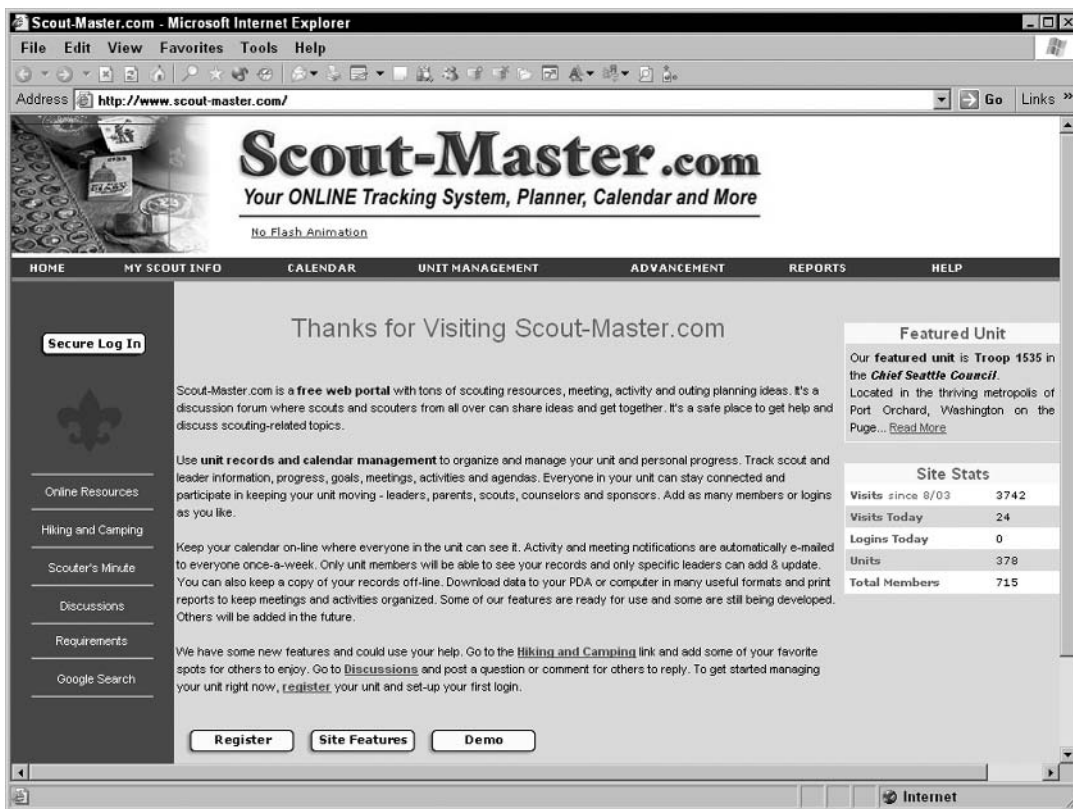 Scout-Master.com - Microsoft Internet Explorer
File Edit View Favorites Tools Help
Address http://www.scout-master.com/ Go Links »
Scout-Master.com
Your ONLINE Tracking System, Planner, Calendar and More
No Flash Animation
HOME MY SCOUT INFO CALENDAR UNIT MANAGEMENT ADVANCEMENT REPORTS HELP
Secure Log In
Online Resources
Hiking and Camping
Scouter's Minute
Discussions
Requirements
Google Search
Thanks for Visiting Scout-Master.com
Scout-Master.com is a free web portal with tons of scouting resources, meeting, activity and outing planning ideas. It's a
discussion forum where scouts and scouters from all over can share ideas and get together. It's a safe place to get help and
discuss scouting-related topics.
Use unit records and calendar management to organize and manage your unit and personal progress. Track scout and
leader information, progress, goals, meetings, activities and agendas. Everyone in your unit can stay connected and
participate in keeping your unit moving - leaders, parents, scouts, counselors and sponsors. Add as many members or logins
as you like.
Keep your calendar on-line where everyone in the unit can see it. Activity and meeting notifications are automatically e-mailed
to everyone once-a-week. Only unit members will be able to see your records and only specific leaders can add & update.
You can also keep a copy of your records off-line. Download data to your PDA or computer in many useful formats and print
reports to keep meetings and activities organized. Some of our features are ready for use and some are still being developed.
Others will be added in the future.
We have some new features and could use your help. Go to the Hiking and Camping link and add some of your favorite
spots for others to enjoy. Go to Discussions and post a question or comment for others to reply. To get started managing
your unit right now, register your unit and set-up your first login.
Register Site Features Demo
Featured Unit
Our featured unit is Troop 1535 in
the Chief Seattle Council.
Located in the thriving metropolis of
Port Orchard, Washington on the
Puge... Read More
Site Stats
Visits since 8/03 3742
Visits Today 24
Logins Today 0
Units 378
Total Members 715
Internet